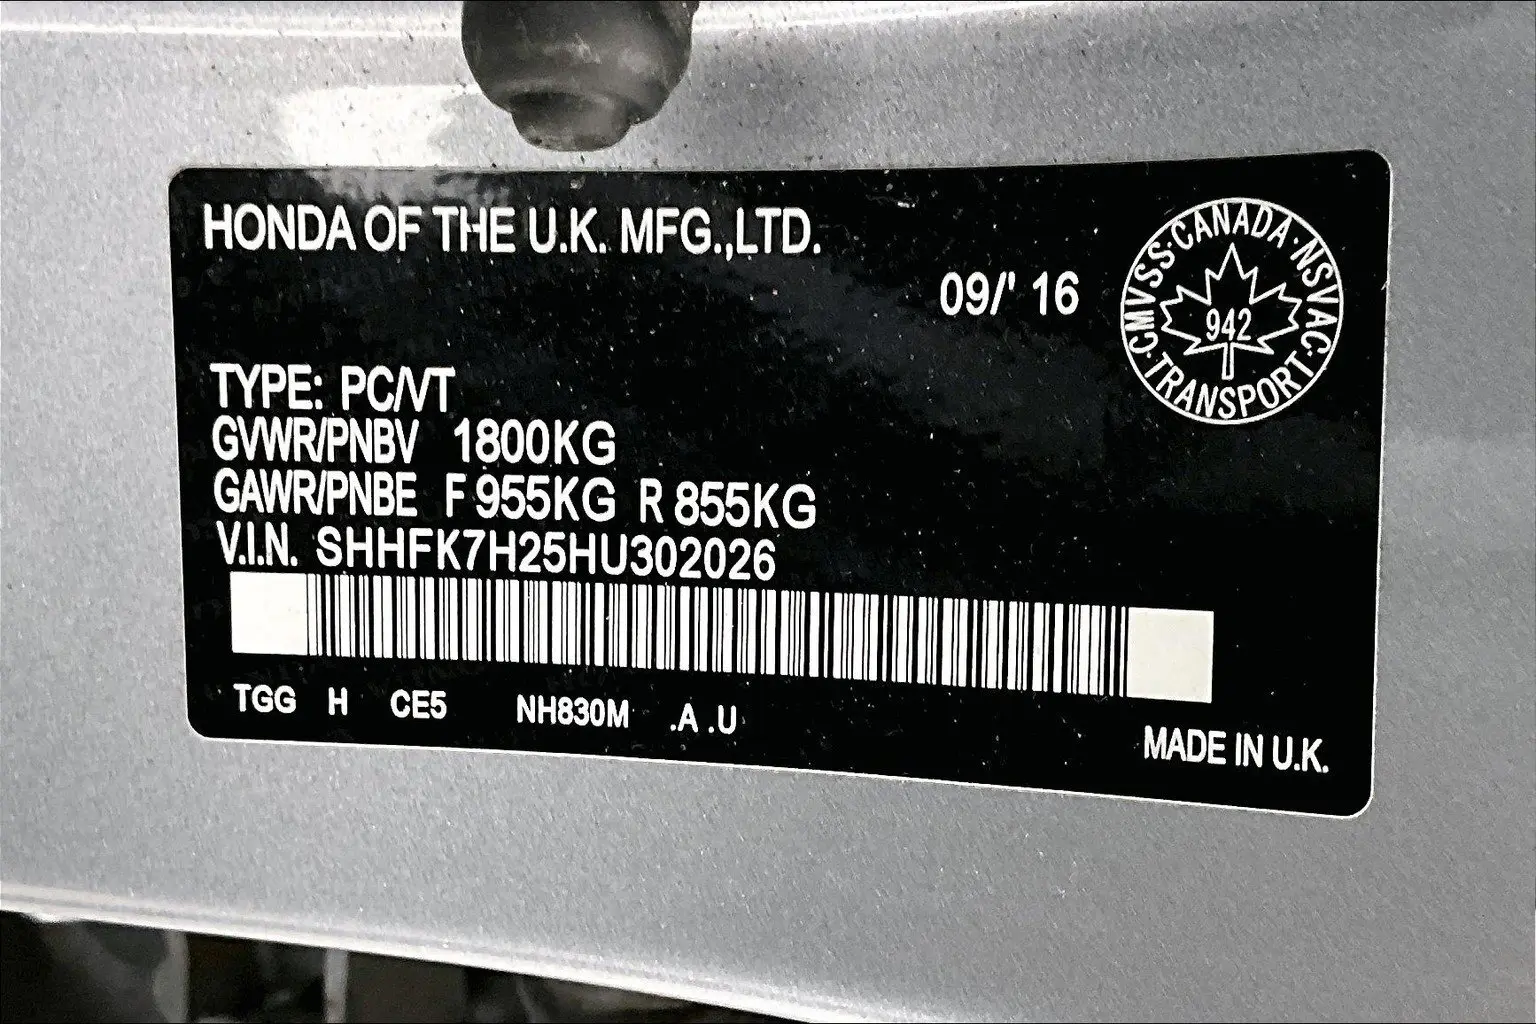 HONDA OF THE U.K. MFG.,LTD.
09/' 16
CMVSS·CANADA·NSVAC·TRANSPORT·
942
TYPE: PC/VT
GVWR/PNBV 1800KG
GAWR/PNBE F 955KG R 855KG
V.I.N. SHHFK7H25HU302026
TGG H CE5 NH830M .A .U
MADE IN U.K.